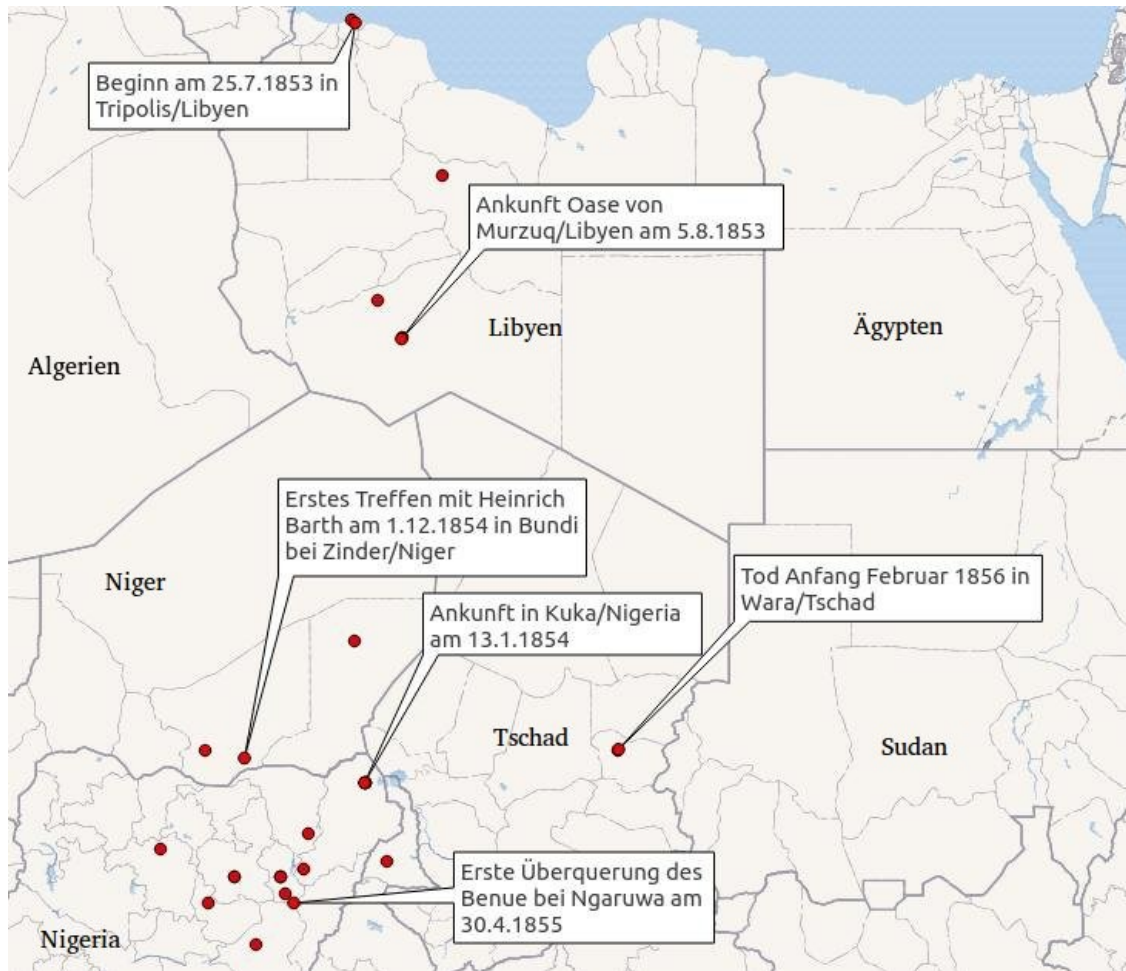 Beginn am 25.7.1853 in
Tripolis/Libyen
Ankunft Oase von
Murzuq/Libyen am 5.8.1853
Libyen
Ägypten
Algerien
Erstes Treffen mit Heinrich
Barth am 1.12.1854 in Bundi
bei Zinder/Niger
Niger
Tod Anfang Februar 1856 in
Wara/Tschad
Ankunft in Kuka/Nigeria
am 13.1.1854
Tschad
Sudan
Erste Überquerung des
Benue bei Ngaruwa am
30.4.1855
Nigeria